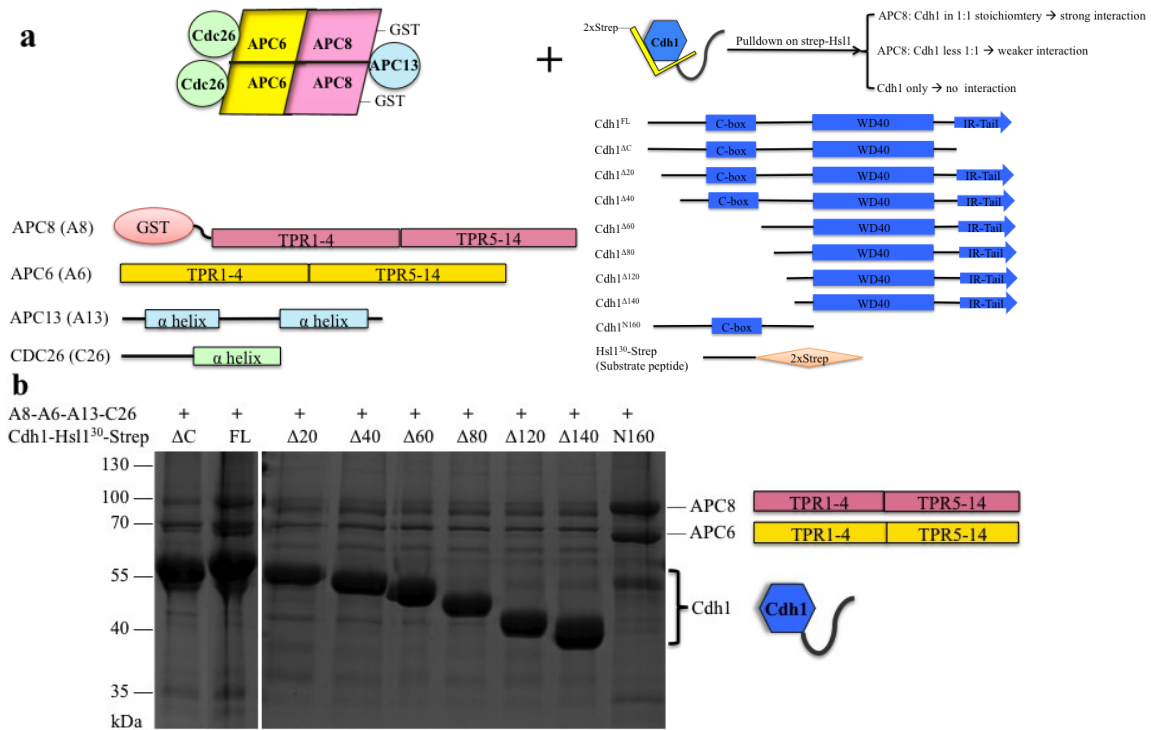 a
Cdc26
APC6
APC8
GST
APC13
Cdc26
APC6
APC8
GST
+
2xStrep
Cdh1
Pulldown on strep-Hsl1
APC8: Cdh1 in 1:1 stoichiomtery → strong interaction
APC8: Cdh1 less 1:1 → weaker interaction
Cdh1 only → no interaction
Cdh1FL C-box WD40 IR-Tail
Cdh1ΔC C-box WD40
Cdh1Δ20 C-box WD40 IR-Tail
Cdh1Δ40 C-box WD40 IR-Tail
Cdh1Δ60 WD40 IR-Tail
Cdh1Δ80 WD40 IR-Tail
Cdh1Δ120 WD40 IR-Tail
Cdh1Δ140 WD40 IR-Tail
Cdh1N160 C-box
Hsl130-Strep 2xStrep
(Substrate peptide)
APC8 (A8) GST TPR1-4 TPR5-14
APC6 (A6) TPR1-4 TPR5-14
APC13 (A13) α helix α helix
CDC26 (C26) α helix
b
A8-A6-A13-C26 + + + + + + + + +
Cdh1-Hsl130-Strep ΔC FL Δ20 Δ40 Δ60 Δ80 Δ120 Δ140 N160
130
100
70
55
40
35
kDa
APC8 TPR1-4 TPR5-14
APC6 TPR1-4 TPR5-14
Cdh1 Cdh1